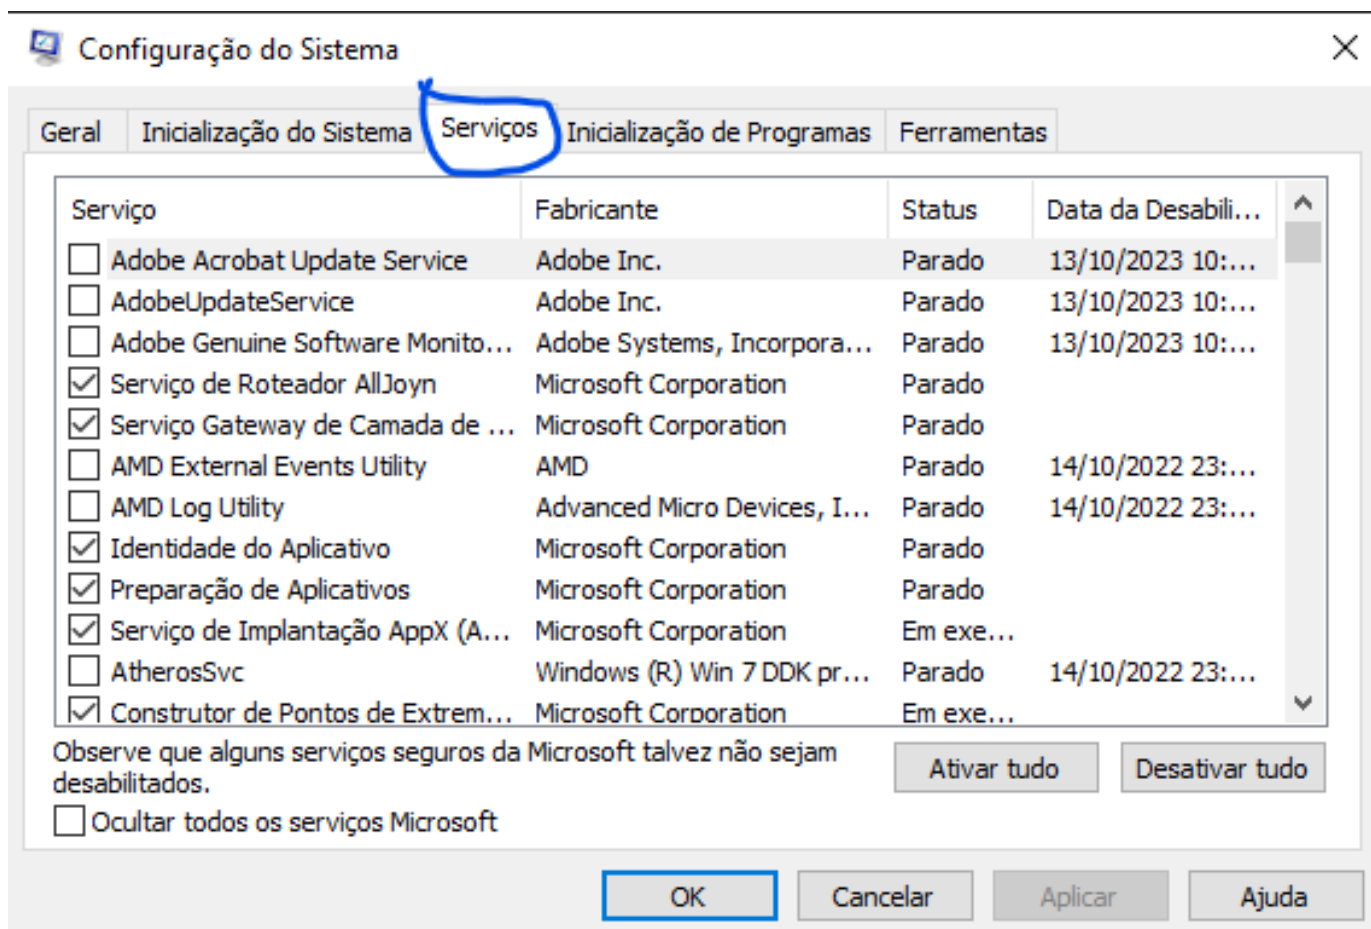 Configuração do Sistema
Geral Inicialização do Sistema Serviços Inicialização de Programas Ferramentas
Serviço Fabricante Status Data da Desabili...
Adobe Acrobat Update Service Adobe Inc. Parado 13/10/2023 10:...
AdobeUpdateService Adobe Inc. Parado 13/10/2023 10:...
Adobe Genuine Software Monito... Adobe Systems, Incorpora... Parado 13/10/2023 10:...
Serviço de Roteador AllJoyn Microsoft Corporation Parado
Serviço Gateway de Camada de ... Microsoft Corporation Parado
AMD External Events Utility AMD Parado 14/10/2022 23:...
AMD Log Utility Advanced Micro Devices, I... Parado 14/10/2022 23:...
Identidade do Aplicativo Microsoft Corporation Parado
Preparação de Aplicativos Microsoft Corporation Parado
Serviço de Implantação AppX (A... Microsoft Corporation Em exe...
AtherosSvc Windows (R) Win 7 DDK pr... Parado 14/10/2022 23:...
Construtor de Pontos de Extrem... Microsoft Corporation Em exe...
Observe que alguns serviços seguros da Microsoft talvez não sejam
desabilitados.
Ativar tudo Desativar tudo
Ocultar todos os serviços Microsoft
OK Cancelar Aplicar Ajuda